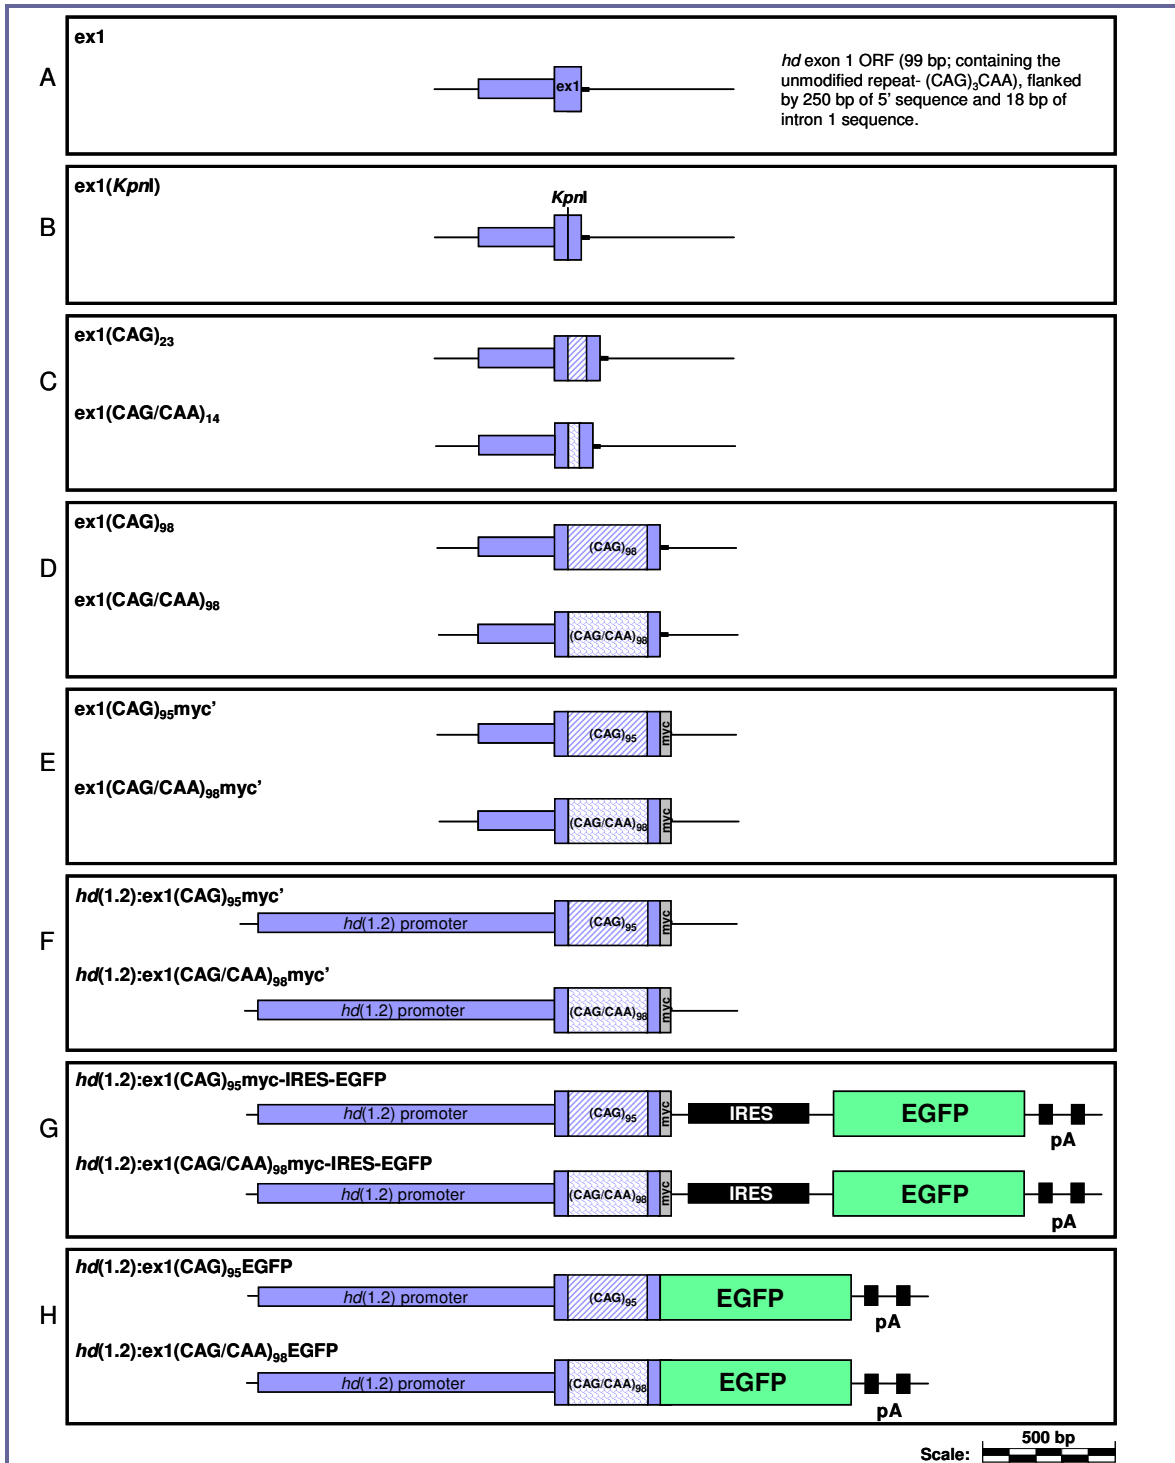 A
ex1
ex1
hd exon 1 ORF (99 bp; containing the
unmodified repeat- (CAG)₃CAA), flanked
by 250 bp of 5' sequence and 18 bp of
intron 1 sequence.
B
ex1(KpnI)
KpnI
C
ex1(CAG)₂₃
ex1(CAG/CAA)₁₄
D
ex1(CAG)₉₈
(CAG)₉₈
ex1(CAG/CAA)₉₈
(CAG/CAA)₉₈
E
ex1(CAG)₉₅myc’
(CAG)₉₅ myc
ex1(CAG/CAA)₉₈myc’
(CAG/CAA)₉₈ myc
F
hd(1.2):ex1(CAG)₉₅myc’
hd(1.2) promoter (CAG)₉₅ myc
hd(1.2):ex1(CAG/CAA)₉₈myc’
hd(1.2) promoter (CAG/CAA)₉₈ myc
G
hd(1.2):ex1(CAG)₉₅myc-IRES-EGFP
hd(1.2) promoter (CAG)₉₅ myc IRES EGFP
pA
hd(1.2):ex1(CAG/CAA)₉₈myc-IRES-EGFP
hd(1.2) promoter (CAG/CAA)₉₈ myc IRES EGFP
pA
H
hd(1.2):ex1(CAG)₉₅EGFP
hd(1.2) promoter (CAG)₉₅ EGFP
pA
hd(1.2):ex1(CAG/CAA)₉₈EGFP
hd(1.2) promoter (CAG/CAA)₉₈ EGFP
pA
500 bp
Scale: